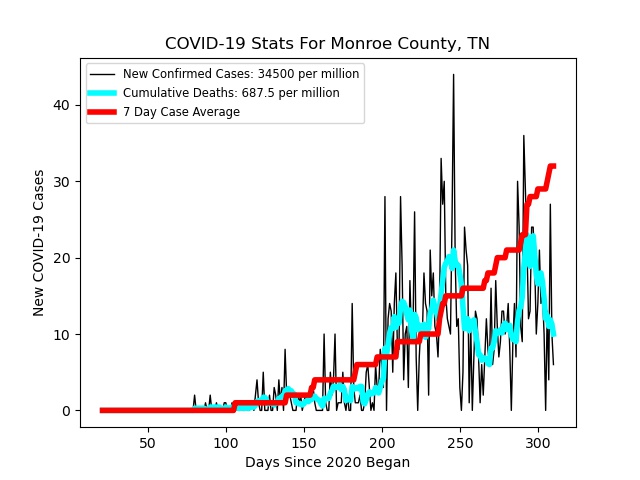 COVID-19 Stats For Monroe County, TN
New Confirmed Cases: 34500 per million
Cumulative Deaths: 687.5 per million
7 Day Case Average
New COVID-19 Cases
40
30
20
10
0
50 100 150 200 250 300
Days Since 2020 Began